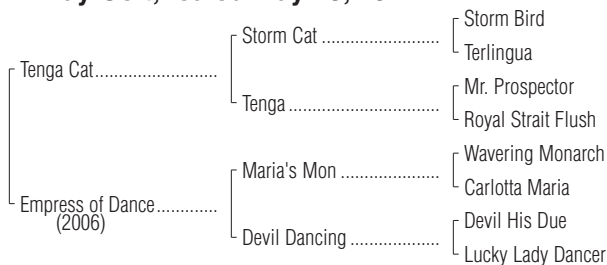 Storm Bird
Storm Cat
Terlingua
Tenga Cat
Mr. Prospector
Tenga
Royal Strait Flush
Wavering Monarch
Maria's Mon
Carlotta Maria
Empress of Dance
(2006)
Devil His Due
Devil Dancing
Lucky Lady Dancer